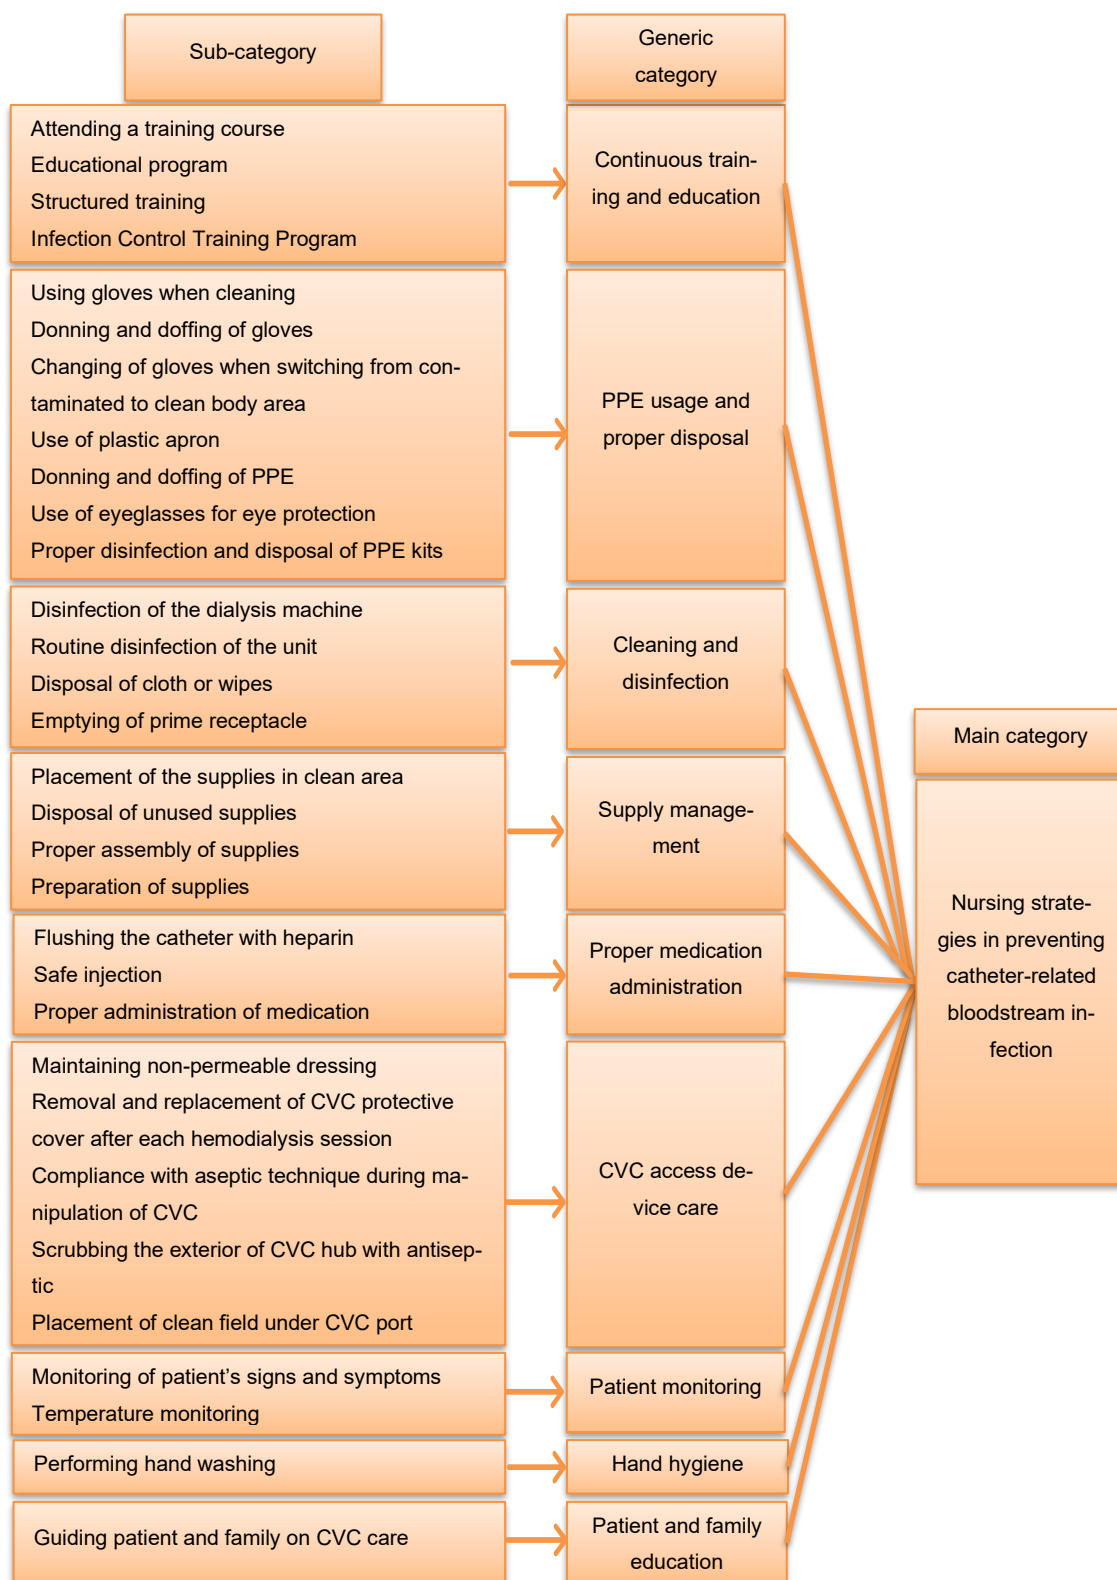 Sub-category
Generic
category
Attending a training course
Educational program
Structured training
Infection Control Training Program
Continuous train-
ing and education
Using gloves when cleaning
Donning and doffing of gloves
Changing of gloves when switching from con-
taminated to clean body area
Use of plastic apron
Donning and doffing of PPE
Use of eyeglasses for eye protection
Proper disinfection and disposal of PPE kits
PPE usage and
proper disposal
Disinfection of the dialysis machine
Routine disinfection of the unit
Disposal of cloth or wipes
Emptying of prime receptacle
Cleaning and
disinfection
Placement of the supplies in clean area
Disposal of unused supplies
Proper assembly of supplies
Preparation of supplies
Supply manage-
ment
Flushing the catheter with heparin
Safe injection
Proper administration of medication
Proper medication
administration
Maintaining non-permeable dressing
Removal and replacement of CVC protective
cover after each hemodialysis session
Compliance with aseptic technique during ma-
nipulation of CVC
Scrubbing the exterior of CVC hub with antisep-
tic
Placement of clean field under CVC port
CVC access de-
vice care
Monitoring of patient’s signs and symptoms
Temperature monitoring
Patient monitoring
Performing hand washing
Hand hygiene
Guiding patient and family on CVC care
Patient and family
education
Main category
Nursing strate-
gies in preventing
catheter-related
bloodstream in-
fection